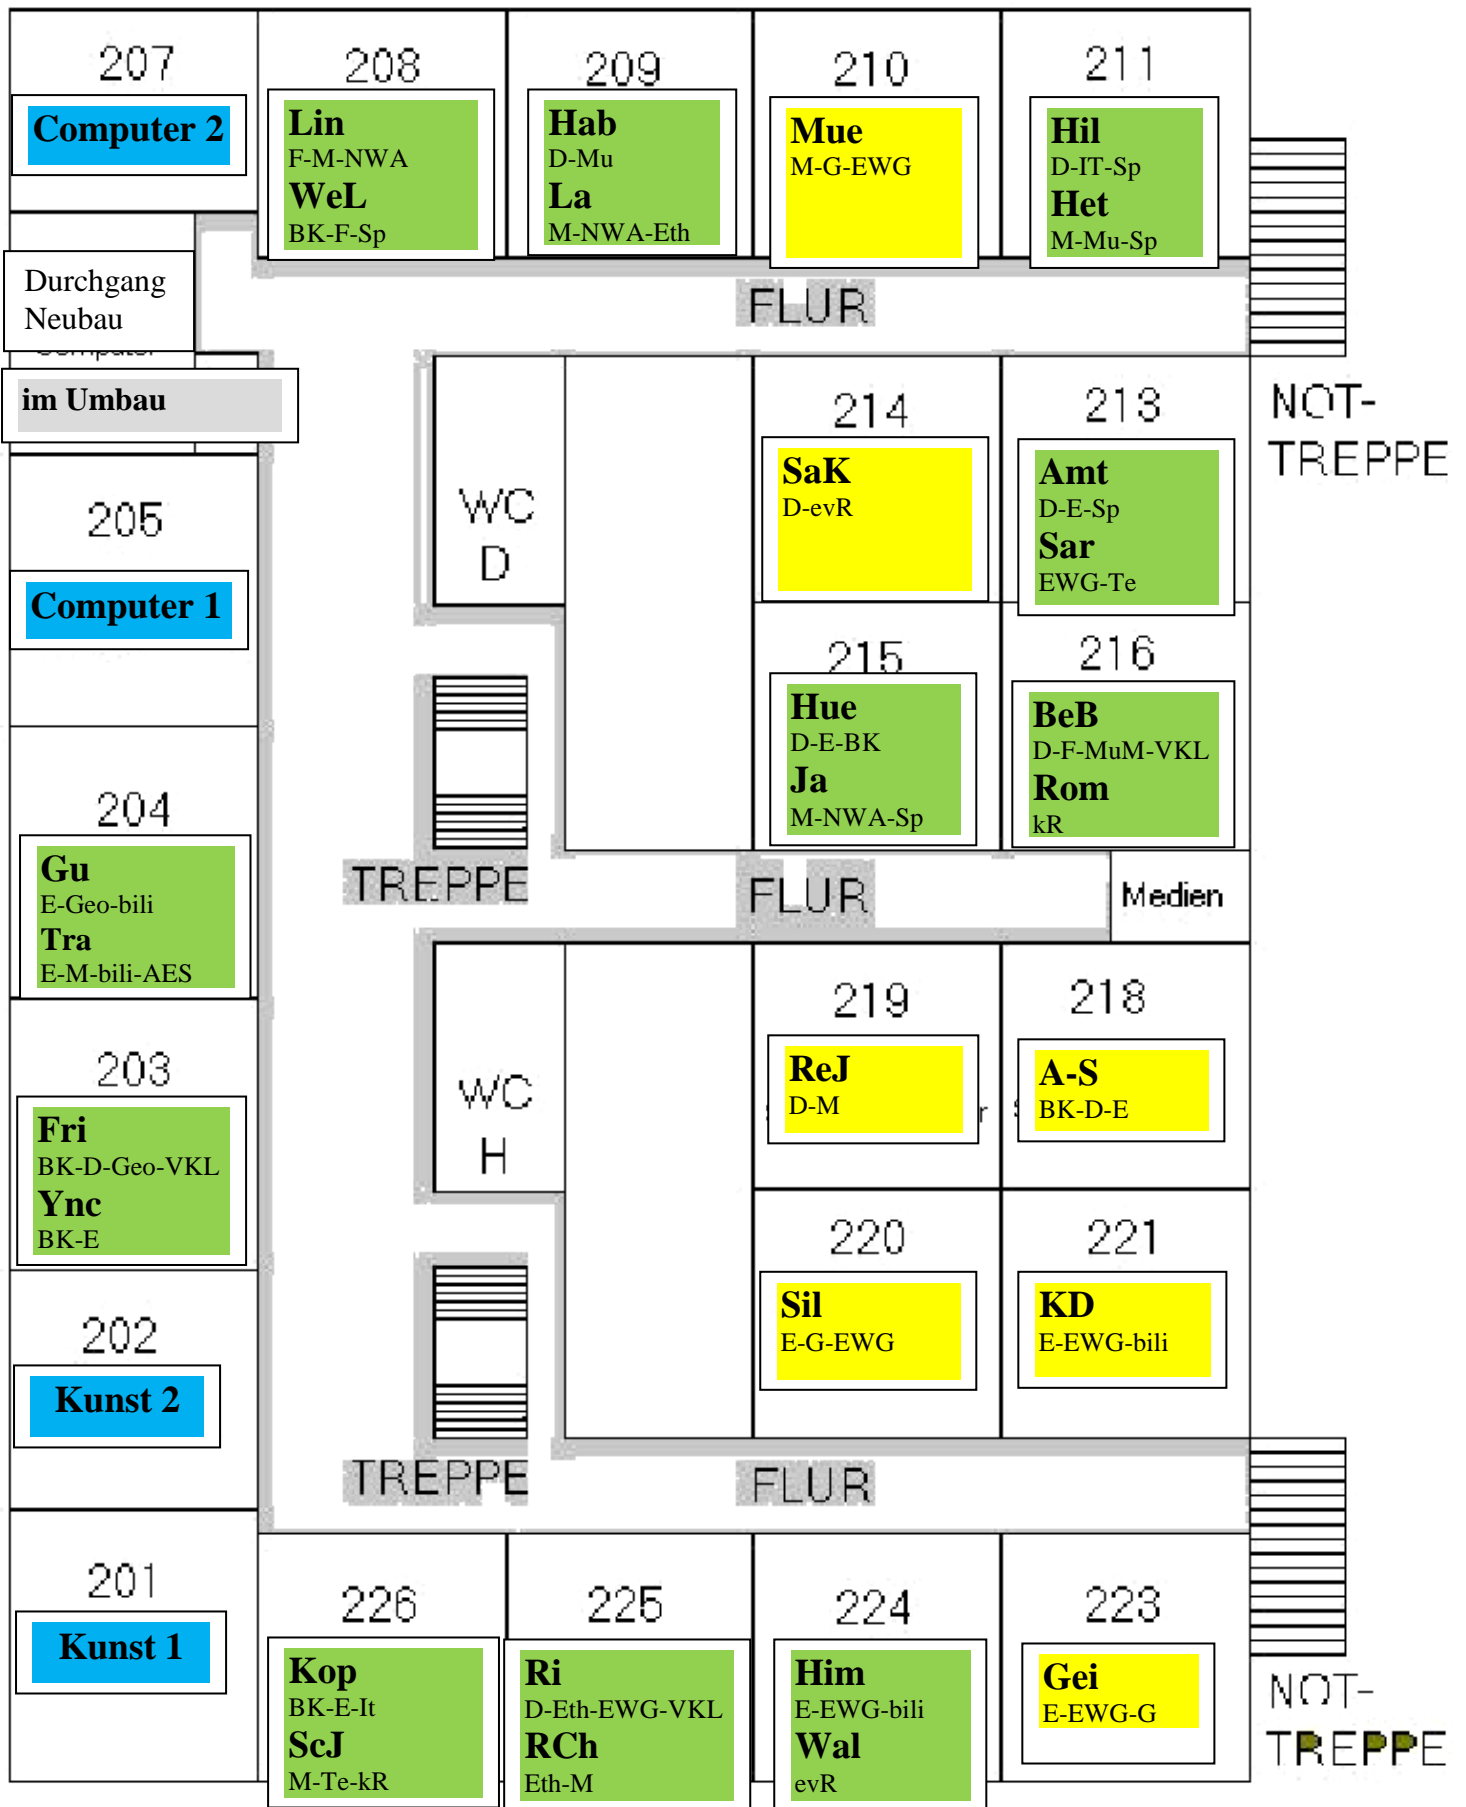 207
Computer 2
208
Lin
F-M-NWA
WeL
BK-F-Sp
209
Hab
D-Mu
La
M-NWA-Eth
210
Mue
M-G-EWG
211
Hil
D-IT-Sp
Het
M-Mu-Sp
Durchgang
Neubau
FLUR
im Umbau
NOT-
TREPPE
214
SaK
D-evR
213
Amt
D-E-Sp
Sar
EWG-Te
WC
D
205
Computer 1
215
Hue
D-E-BK
Ja
M-NWA-Sp
216
BeB
D-F-MuM-VKL
Rom
kR
204
Gu
E-Geo-bili
Tra
E-M-bili-AES
TREPPE
FLUR
Medien
219
ReJ
D-M
218
A-S
BK-D-E
203
Fri
BK-D-Geo-VKL
Ync
BK-E
WC
H
220
Sil
E-G-EWG
221
KD
E-EWG-bili
202
Kunst 2
TREPPE
FLUR
201
Kunst 1
226
Kop
BK-E-It
ScJ
M-Te-kR
225
Ri
D-Eth-EWG-VKL
RCh
Eth-M
224
Him
E-EWG-bili
Wal
evR
223
Gei
E-EWG-G
NOT-
TREPPE